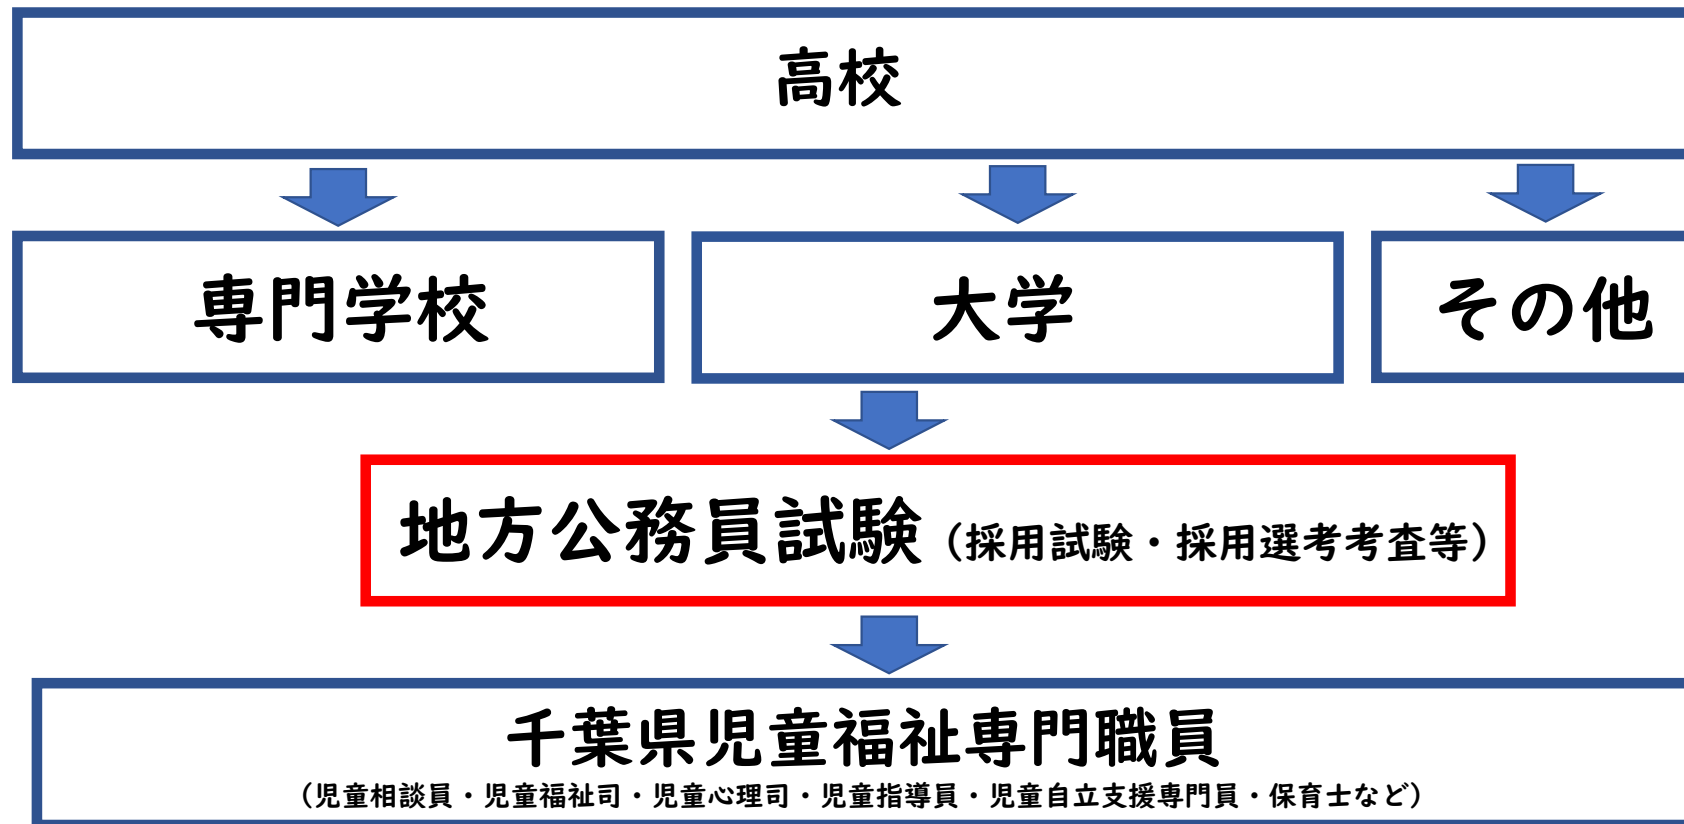 高校
専門学校
大学
その他
地方公務員試験（採用試験・採用選考考査等）
千葉県児童福祉専門職員
（児童相談員・児童福祉司・児童心理司・児童指導員・児童自立支援専門員・保育士など）